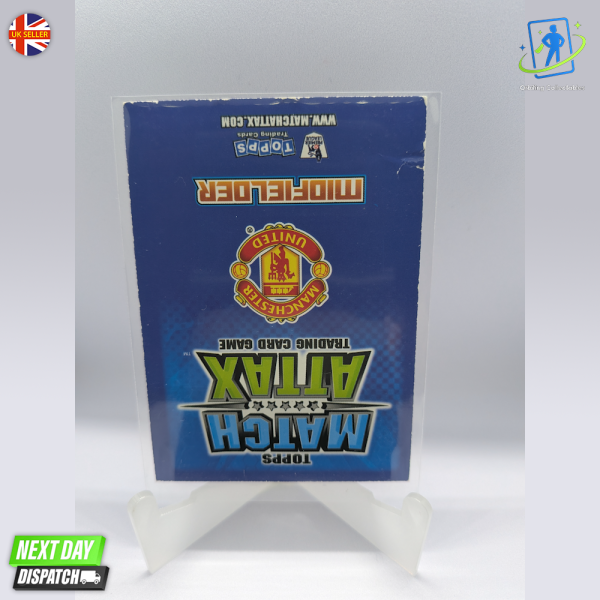 UK SELLER
WWW.MATCHATTAX.COM
TOPPS
Trading Cards
MIDFIELDER
MANCHESTER
UNITED
®
TRADING CARD GAME
ATTAX
™
MATCH
TOPPS
NEXT DAY
DISPATCH